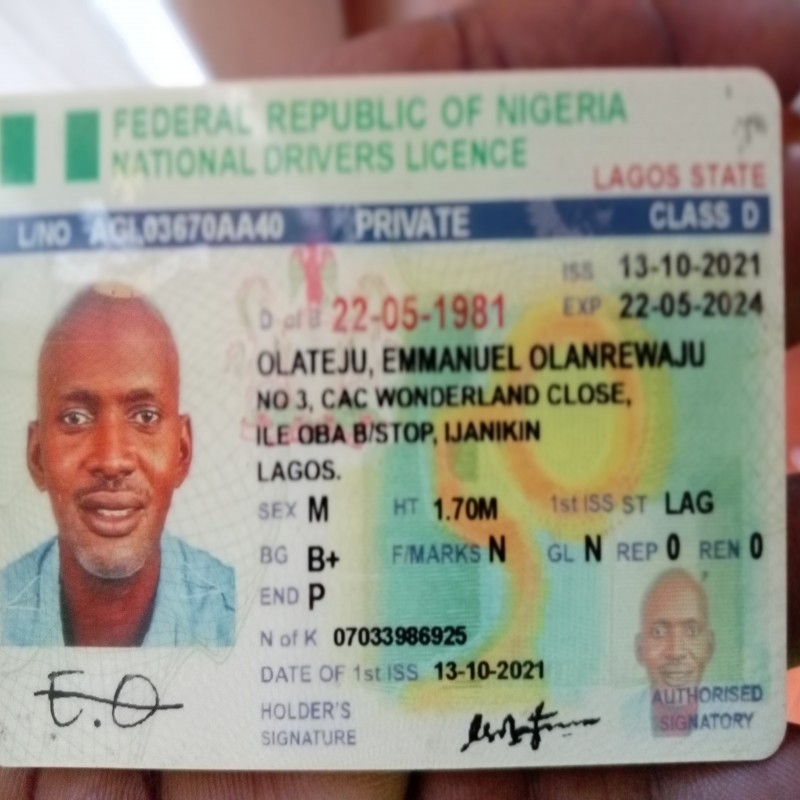 FEDERAL REPUBLIC OF NIGERIA
NATIONAL DRIVERS LICENCE
LAGOS STATE
L/NO AGL03670AA40 PRIVATE CLASS D
ISS 13-10-2021
D of B 22-05-1981 EXP 22-05-2024
OLATEJU, EMMANUEL OLANREWAJU
NO 3, CAC WONDERLAND CLOSE,
ILE OBA B/STOP, IJANIKIN
LAGOS.
SEX M HT 1.70M 1st ISS ST LAG
BG B+ F/MARKS N GL N REP 0 REN 0
END P
N of K 07033986925
DATE OF 1st ISS 13-10-2021
E.O
HOLDER'S
SIGNATURE
AUTHORISED
SIGNATORY